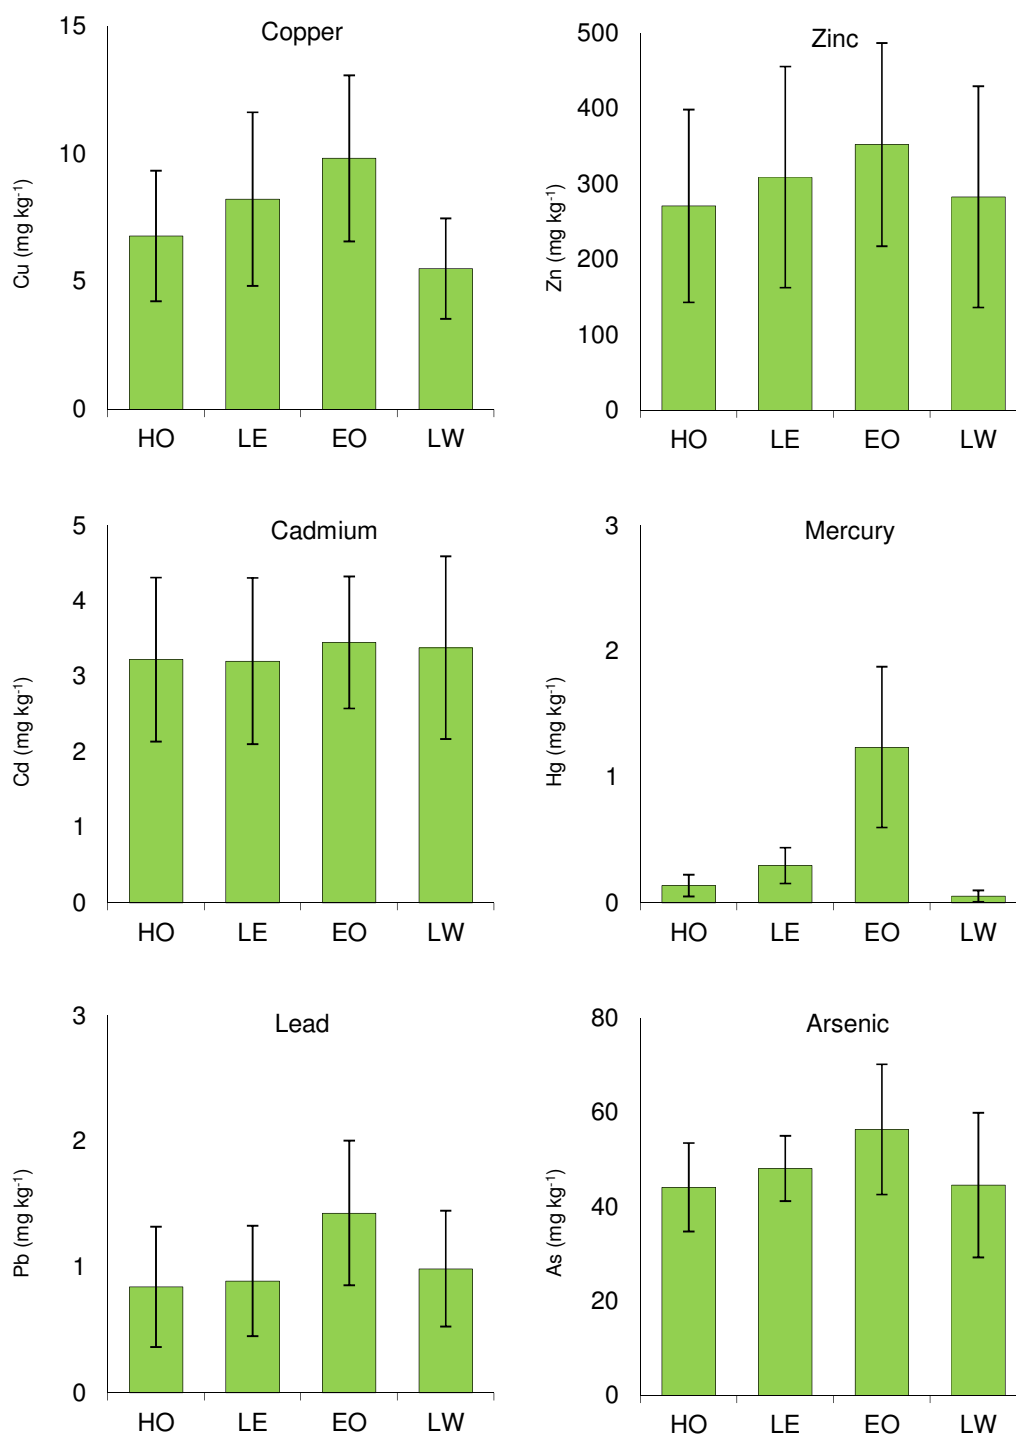 Copper
Cu (mg kg⁻¹)
15
10
5
0
HO LE EO LW
Zinc
Zn (mg kg⁻¹)
500
400
300
200
100
0
HO LE EO LW
Cadmium
Cd (mg kg⁻¹)
5
4
3
2
1
0
HO LE EO LW
Mercury
Hg (mg kg⁻¹)
3
2
1
0
HO LE EO LW
Lead
Pb (mg kg⁻¹)
3
2
1
0
HO LE EO LW
Arsenic
As (mg kg⁻¹)
80
60
40
20
0
HO LE EO LW